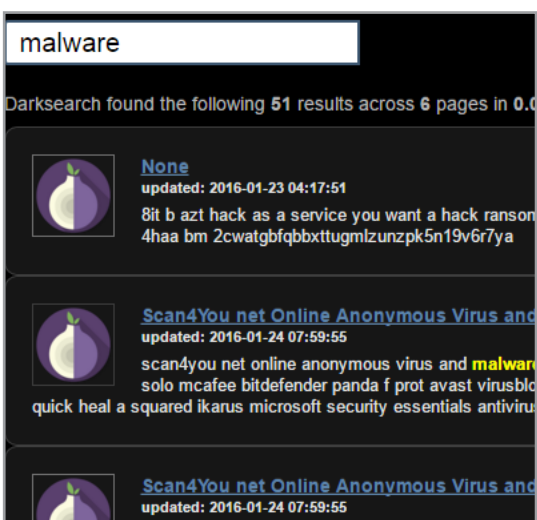 malware
Darksearch found the following 51 results across 6 pages in 0.0
None
updated: 2016-01-23 04:17:51
8it b azt hack as a service you want a hack ransom
4haa bm 2cwatgbfqbbxttugmlzunzpk5n19v6r7ya
Scan4You net Online Anonymous Virus and
updated: 2016-01-24 07:59:55
scan4you net online anonymous virus and malware
solo mcafee bitdefender panda f prot avast virusblo
quick heal a squared ikarus microsoft security essentials antivirus
Scan4You net Online Anonymous Virus and
updated: 2016-01-24 07:59:55